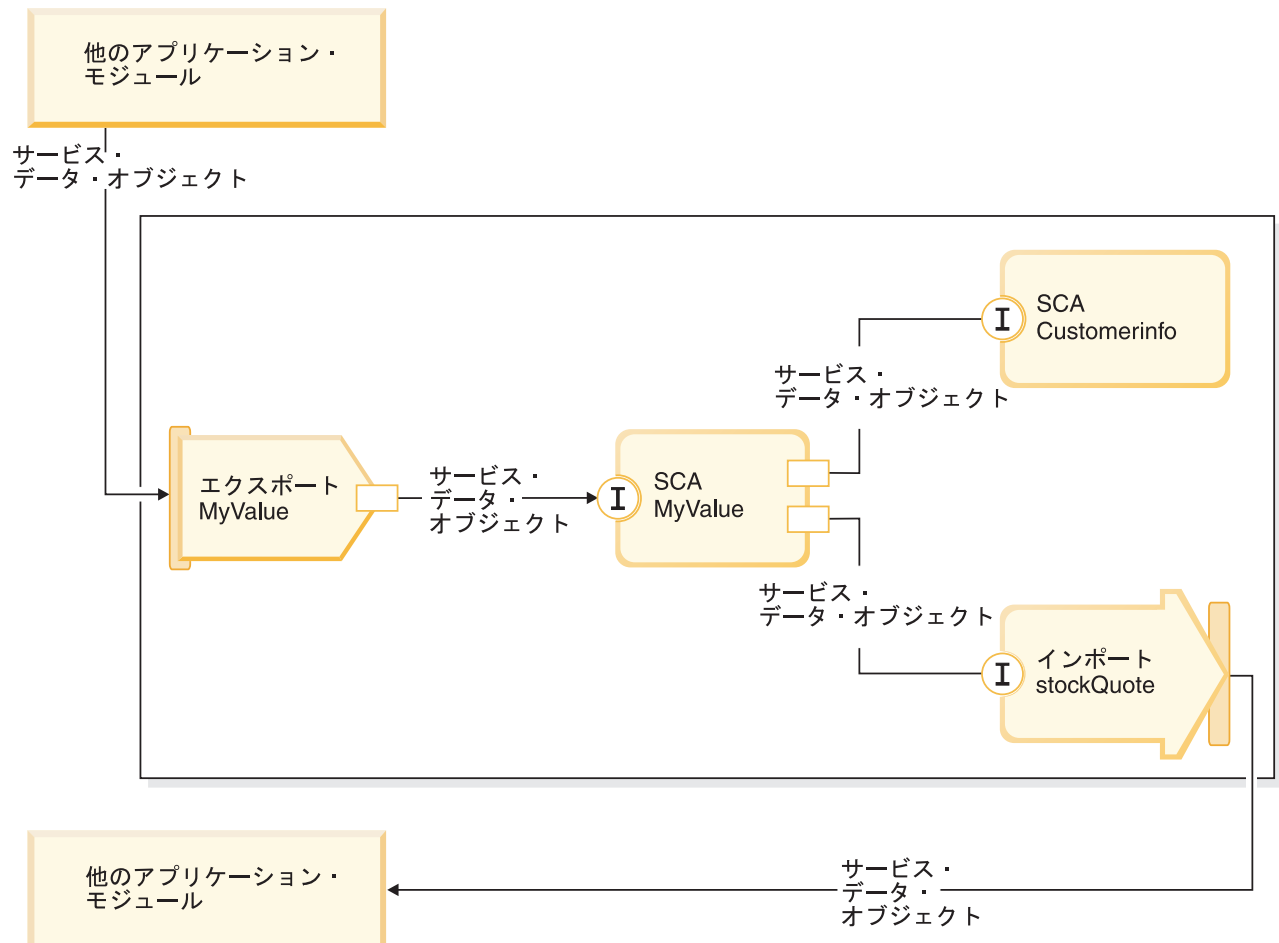 他のアプリケーション・
モジュール
サービス・
データ・オブジェクト
SCA
Customerinfo
サービス・
データ・オブジェクト
エクスポート
MyValue
サービス・
データ・
オブジェクト
SCA
MyValue
サービス・
データ・オブジェクト
インポート
stockQuote
他のアプリケーション・
モジュール
サービス・
データ・
オブジェクト
I
I
I